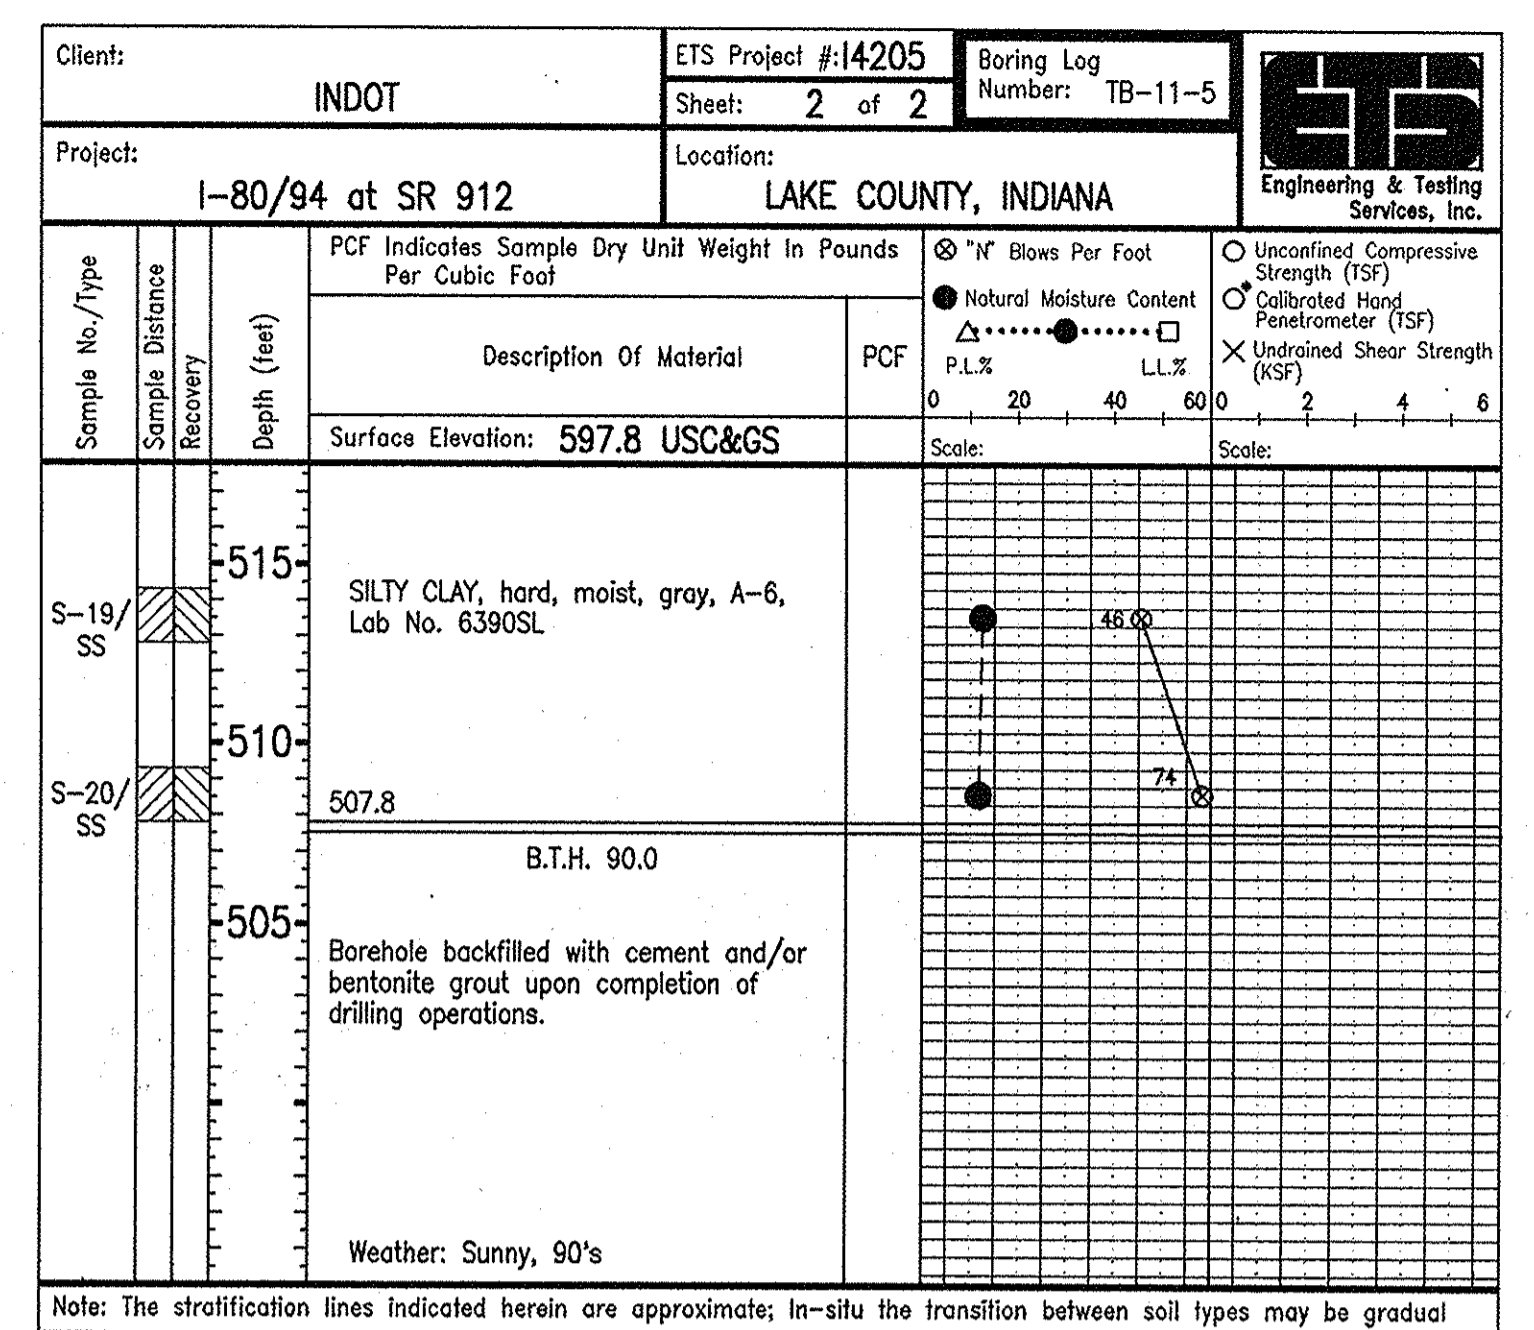 Client:
INDOT
ETS Project #:14205
Sheet: 2 of 2
Boring Log
Number: TB-11-5
ETS
Engineering & Testing
Services, Inc.
Project:
I-80/94 at SR 912
Location:
LAKE COUNTY, INDIANA
Sample No./Type
Sample Distance
Recovery
Depth (feet)
PCF Indicates Sample Dry Unit Weight In Pounds
Per Cubic Foot
Description Of Material
PCF
Surface Elevation: 597.8 USC&GS
⊗ "N" Blows Per Foot
Natural Moisture Content
P.L.% L.L.%
0 20 40 60
Scale:
Unconfined Compressive
Strength (TSF)
Calibrated Hand
Penetrometer (TSF)
Undrained Shear Strength
(KSF)
0 2 4 6
Scale:
515
S-19/
SS
SILTY CLAY, hard, moist, gray, A-6,
Lab No. 6390SL
46
510
S-20/
SS
507.8
74
B.T.H. 90.0
505
Borehole backfilled with cement and/or
bentonite grout upon completion of
drilling operations.
Weather: Sunny, 90's
Note: The stratification lines indicated herein are approximate; In-situ the transition between soil types may be gradual